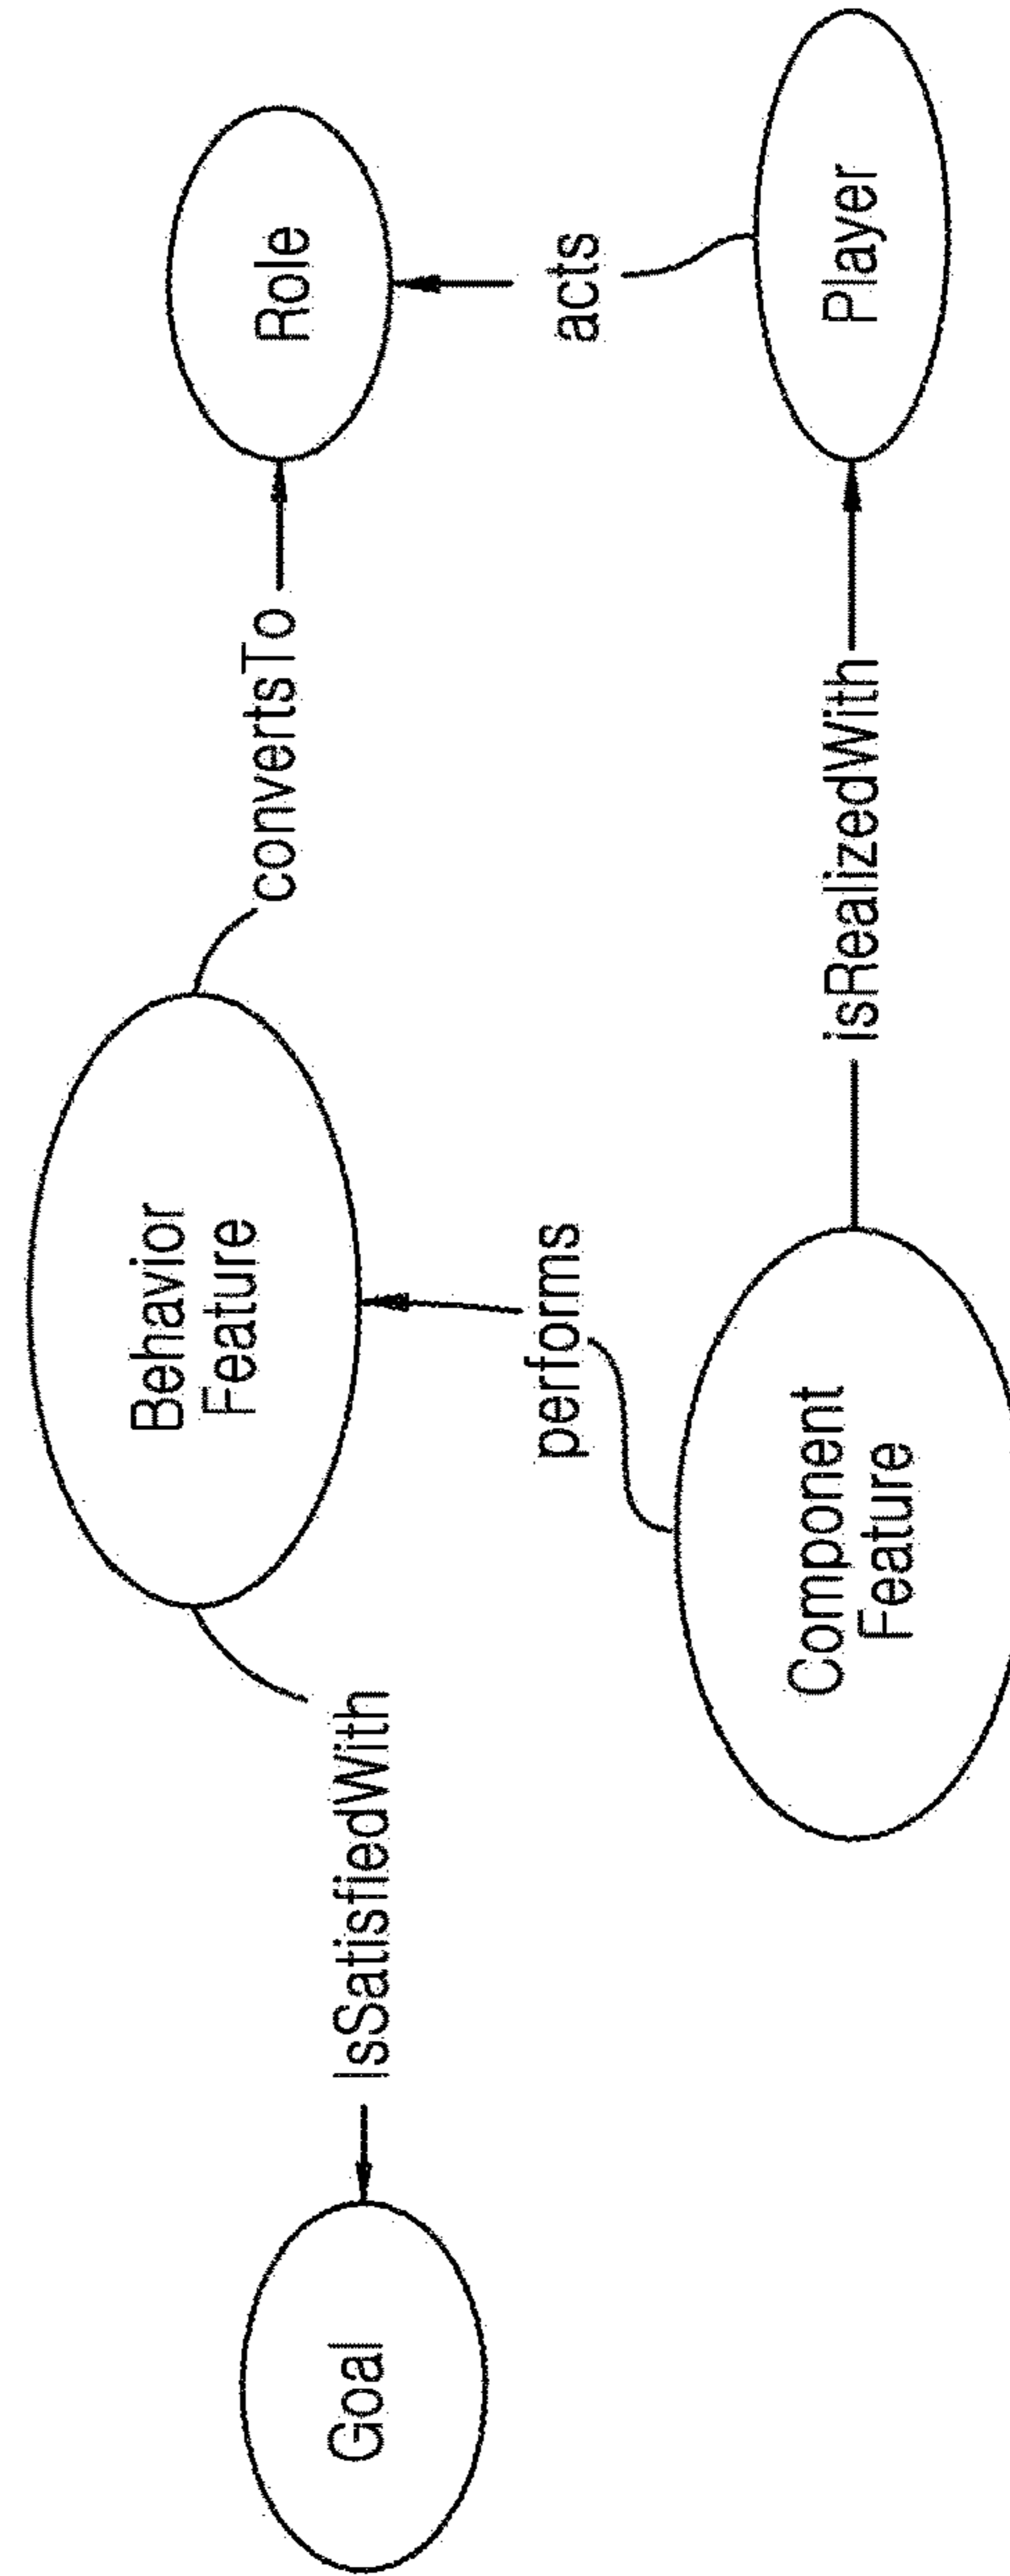 Goal
IsSatisfiedWith
Behavior
Feature
convertsTo
Role
performs
acts
Component
Feature
isRealizedWith
Player